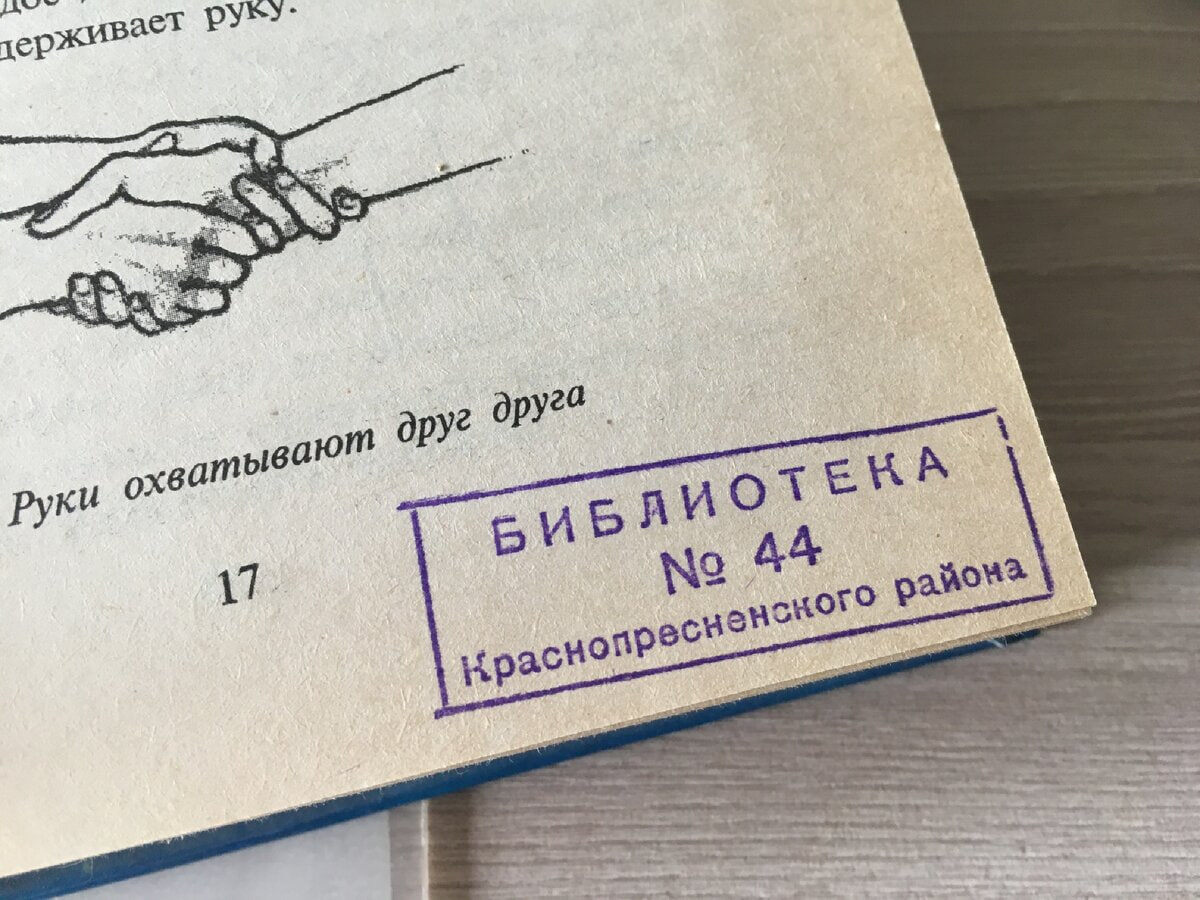 держивает руку.
Руки охватывают друг друга
17
БИБЛИОТЕКА
№ 44
Краснопресненского района